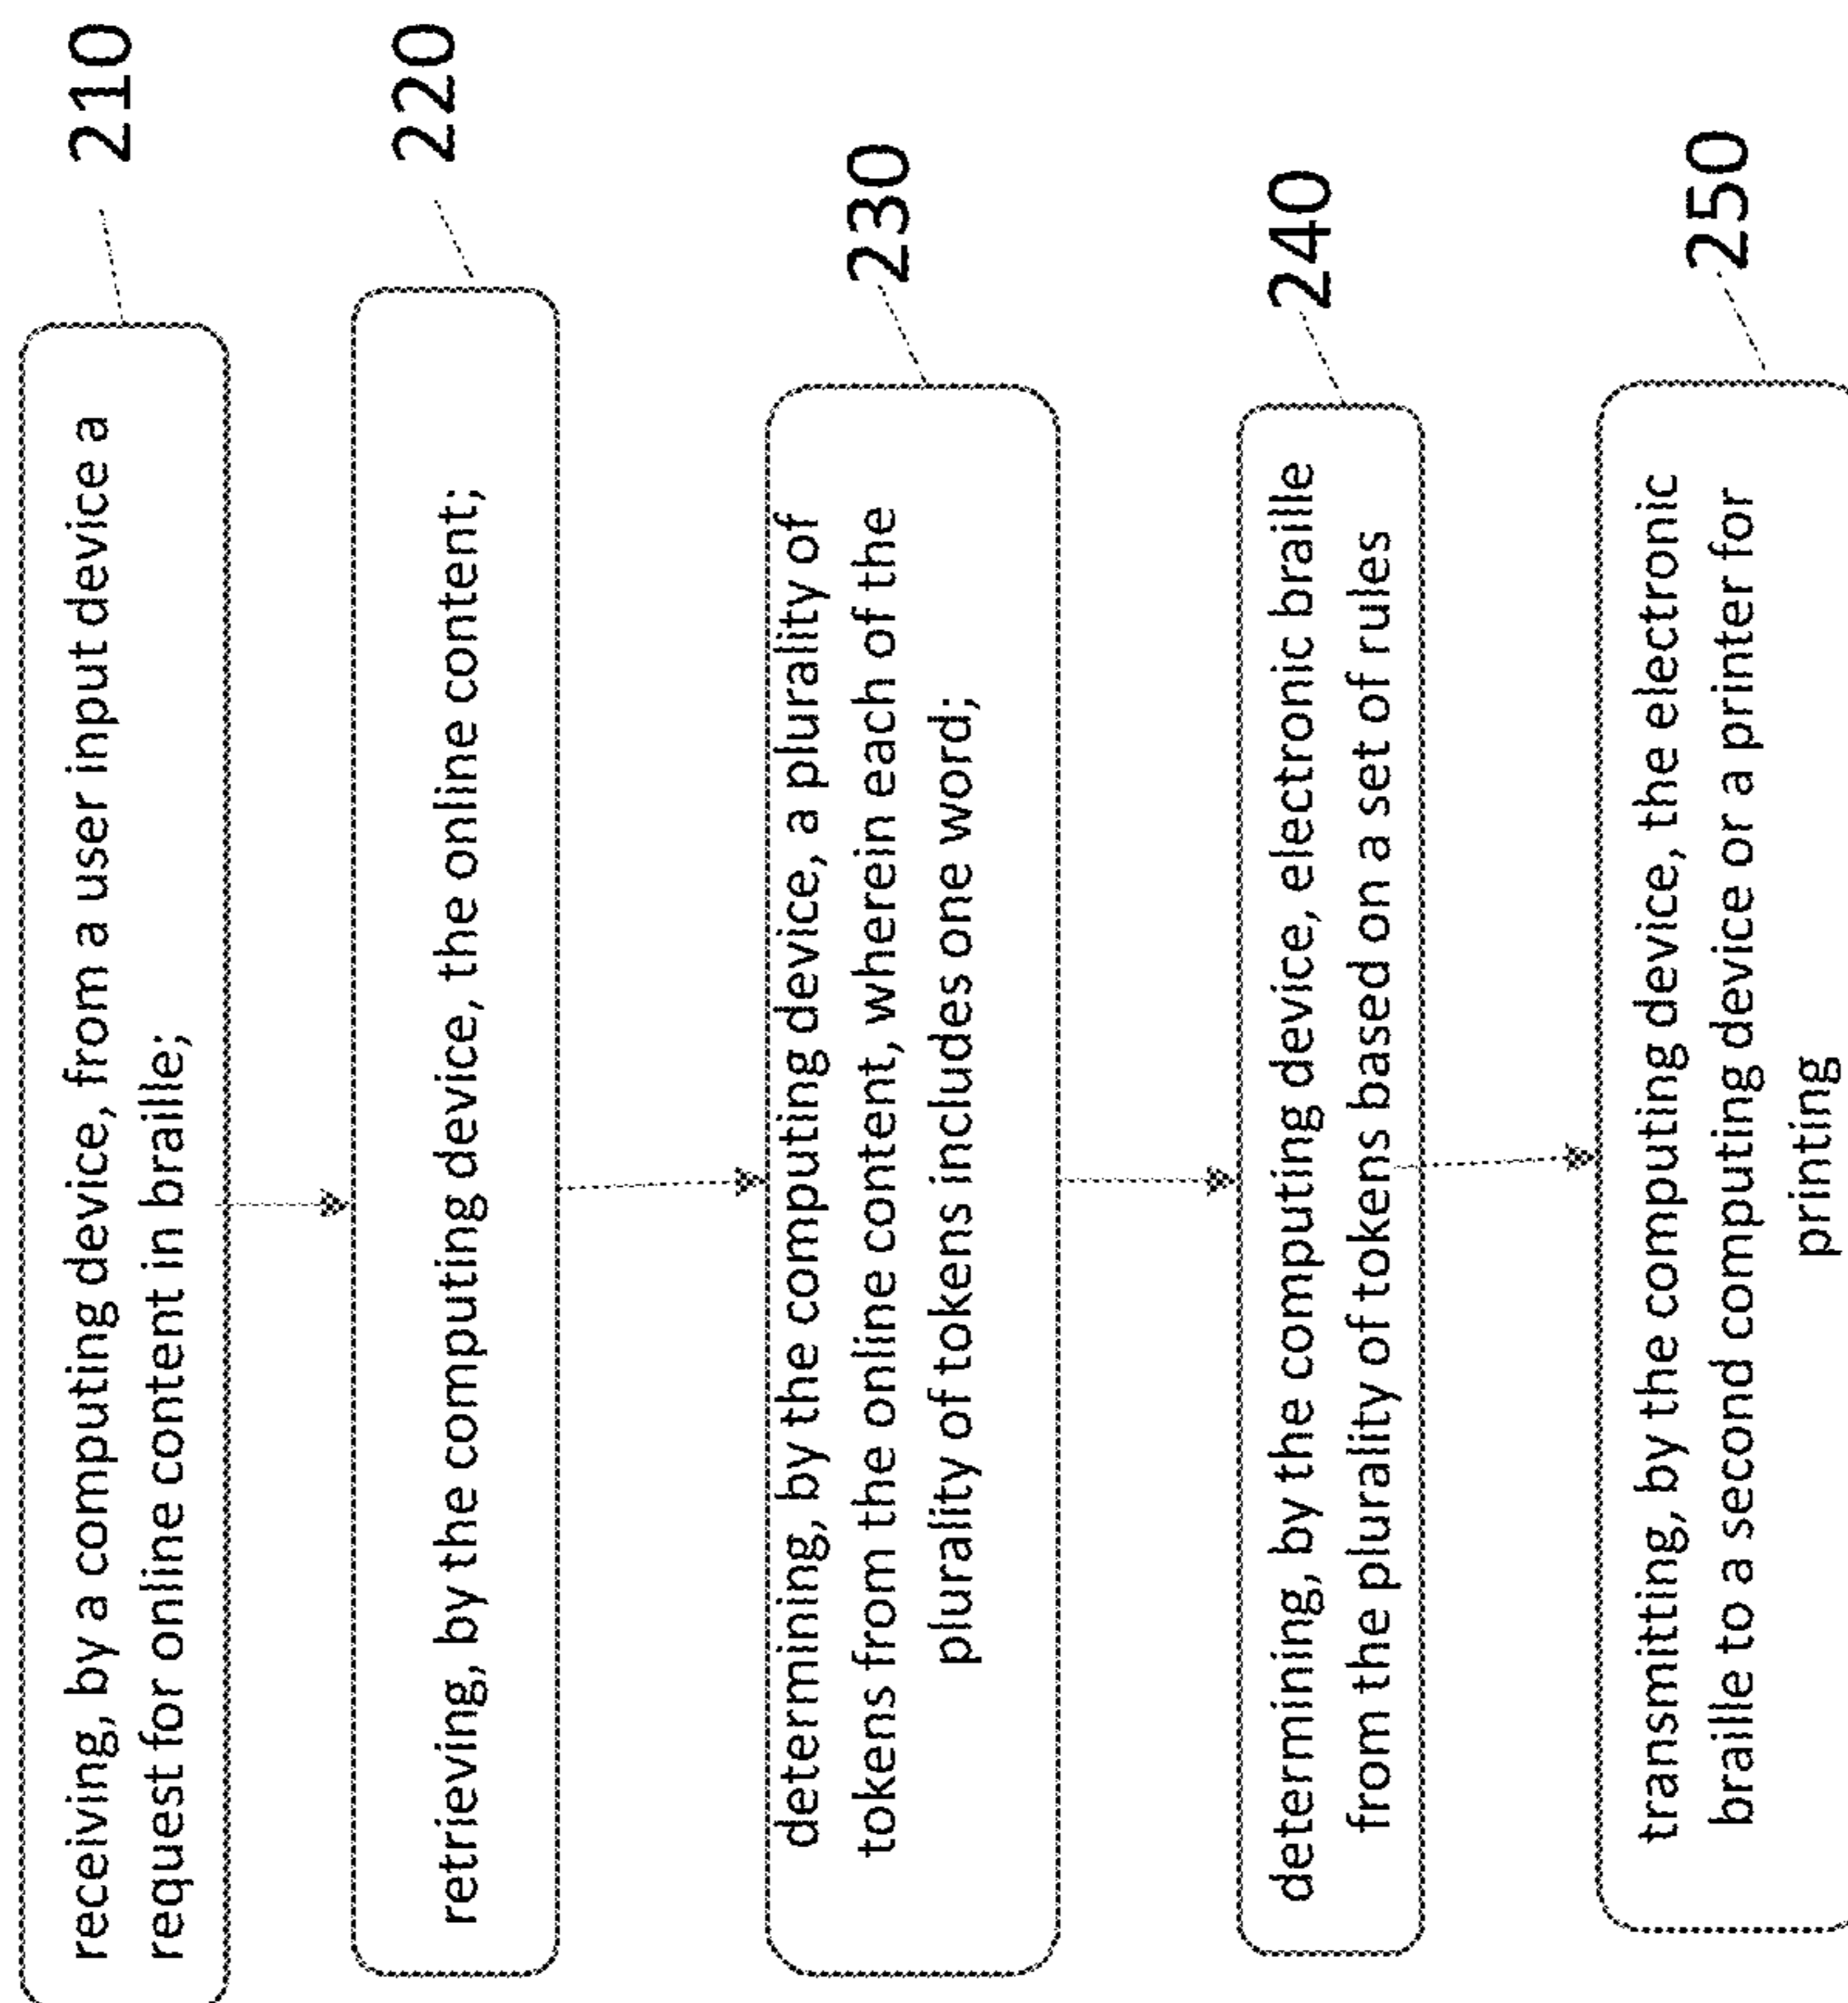 receiving, by a computing device, from a user input device a
request for online content in braille;
210
retrieving, by the computing device, the online content;
220
determining, by the computing device, a plurality of
tokens from the online content, wherein each of the
plurality of tokens includes one word;
230
determining, by the computing device, electronic braille
from the plurality of tokens based on a set of rules
240
transmitting, by the computing device, the electronic
braille to a second computing device or a printer for
printing
250